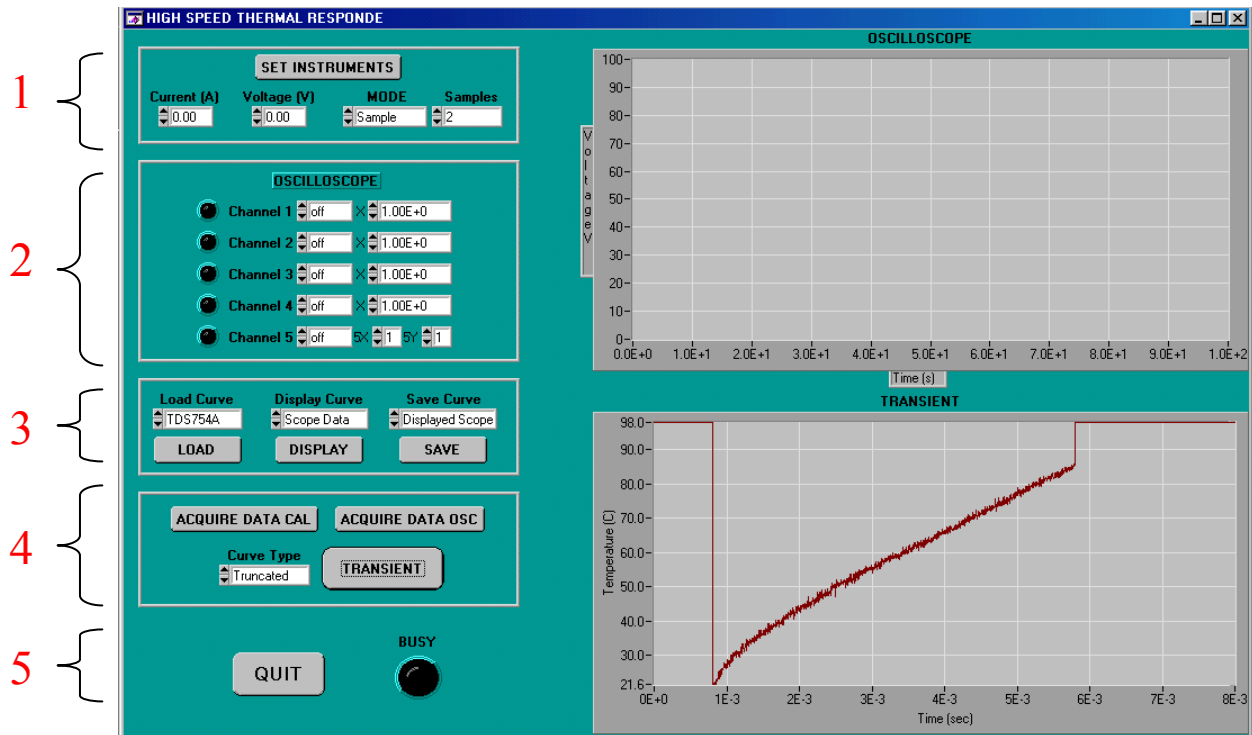 HIGH SPEED THERMAL RESPONDE
1
SET INSTRUMENTS
Current (A) Voltage (V) MODE Samples
0.00 0.00 Sample 2
2
OSCILLOSCOPE
Channel 1 off X 1.00E+0
Channel 2 off X 1.00E+0
Channel 3 off X 1.00E+0
Channel 4 off X 1.00E+0
Channel 5 off 5X 1 5Y 1
3
Load Curve Display Curve Save Curve
TDS754A Scope Data Displayed Scope
LOAD DISPLAY SAVE
4
ACQUIRE DATA CAL ACQUIRE DATA OSC
Curve Type
Truncated TRANSIENT
5
BUSY
QUIT
OSCILLOSCOPE
Voltage V
100
90
80
70
60
50
40
30
20
10
0
0.0E+0 1.0E+1 2.0E+1 3.0E+1 4.0E+1 5.0E+1 6.0E+1 7.0E+1 8.0E+1 9.0E+1 1.0E+2
Time (s)
TRANSIENT
Temperature (C)
98.0
90.0
80.0
70.0
60.0
50.0
40.0
30.0
21.6
0E+0 1E-3 2E-3 3E-3 4E-3 5E-3 6E-3 7E-3 8E-3
Time (sec)